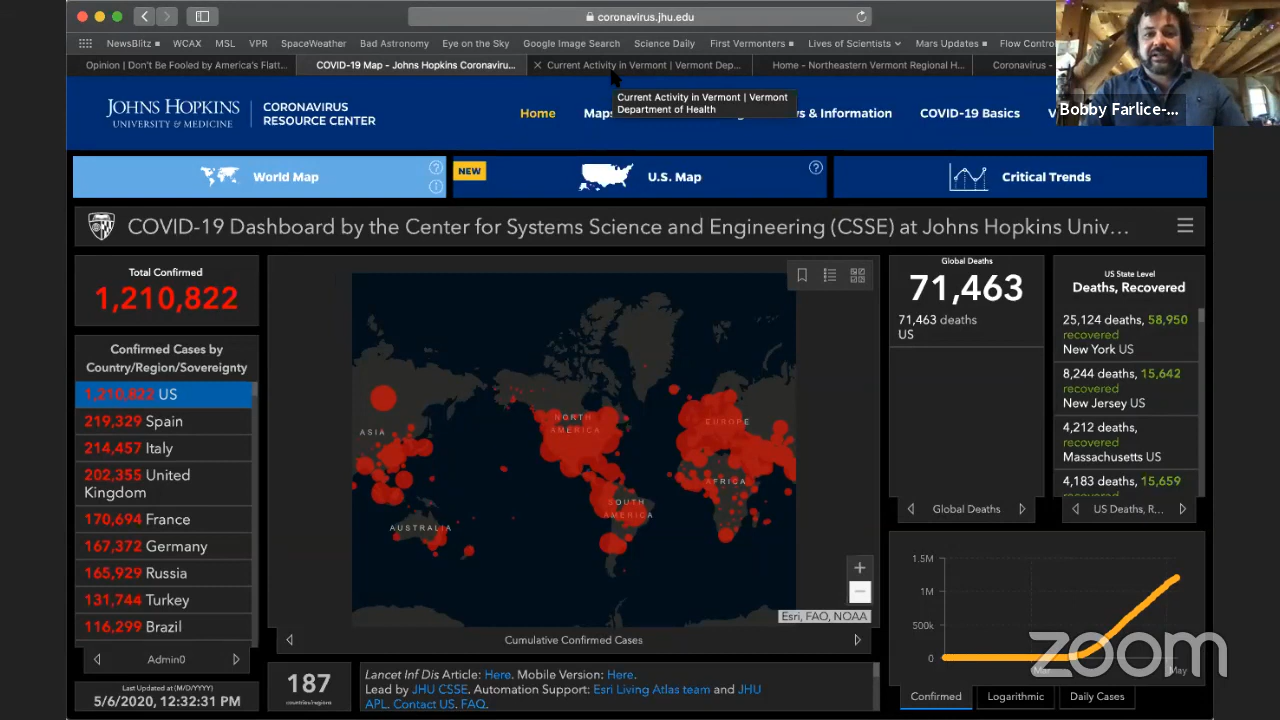 coronavirus.jhu.edu
NewsBlitz WCAX MSL VPR SpaceWeather Bad Astronomy Eye on the Sky Google Image Search Science Daily First Vermonters Lives of Scientists Mars Updates Flow Contro
Opinion | Don't Be Fooled by America's Flatt... COVID-19 Map - Johns Hopkins Coronaviru... Current Activity in Vermont | Vermont Dep... Home - Northeastern Vermont Regional H... Coronavirus -
Current Activity in Vermont | Vermont
Department of Health
Bobby Farlice-...
JOHNS HOPKINS
UNIVERSITY & MEDICINE
CORONAVIRUS
RESOURCE CENTER
Home Maps & Information COVID-19 Basics V
World Map
NEW
U.S. Map
Critical Trends
COVID-19 Dashboard by the Center for Systems Science and Engineering (CSSE) at Johns Hopkins Univ...
Total Confirmed
1,210,822
Confirmed Cases by
Country/Region/Sovereignty
1,210,822 US
219,329 Spain
214,457 Italy
202,355 United
Kingdom
170,694 France
167,372 Germany
165,929 Russia
131,744 Turkey
116,299 Brazil
Admin0
Last Updated at (M/D/YYYY)
5/6/2020, 12:32:31 PM
ASIA
NORTH
AMERICA
EUROPE
AFRICA
SOUTH
AMERICA
AUSTRALIA
+
−
Esri, FAO, NOAA
Cumulative Confirmed Cases
187
countries/regions
Lancet Inf Dis Article: Here. Mobile Version: Here.
Lead by JHU CSSE. Automation Support: Esri Living Atlas team and JHU
APL. Contact US. FAQ.
Global Deaths
71,463
71,463 deaths
US
Global Deaths
US State Level
Deaths, Recovered
25,124 deaths, 58,950
recovered
New York US
8,244 deaths, 15,642
recovered
New Jersey US
4,212 deaths,
recovered
Massachusetts US
4,183 deaths, 15,659
recovered
US Deaths, R...
1.5M
1M
500k
0
Mar
May
Confirmed Logarithmic Daily Cases
zoom